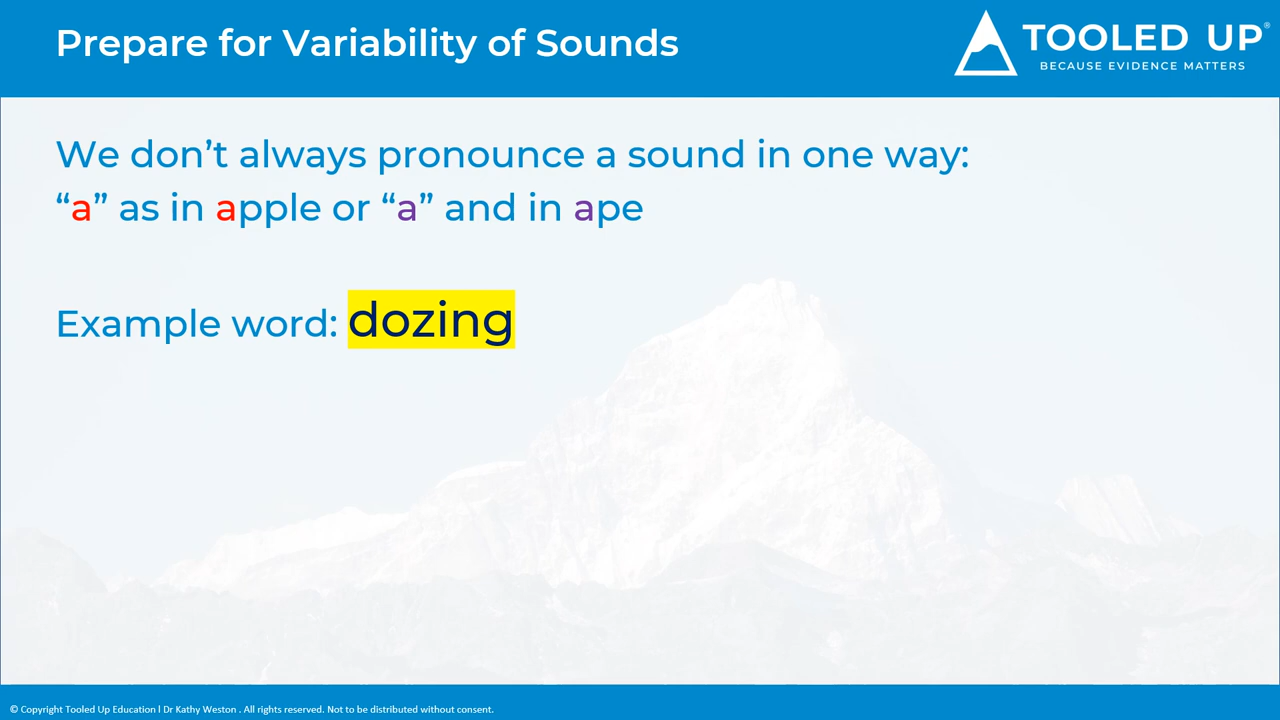 Prepare for Variability of Sounds
TOOLED UP®
BECAUSE EVIDENCE MATTERS
We don’t always pronounce a sound in one way:
“a” as in apple or “a” and in ape
Example word: dozing
© Copyright Tooled Up Education l Dr Kathy Weston . All rights reserved. Not to be distributed without consent.